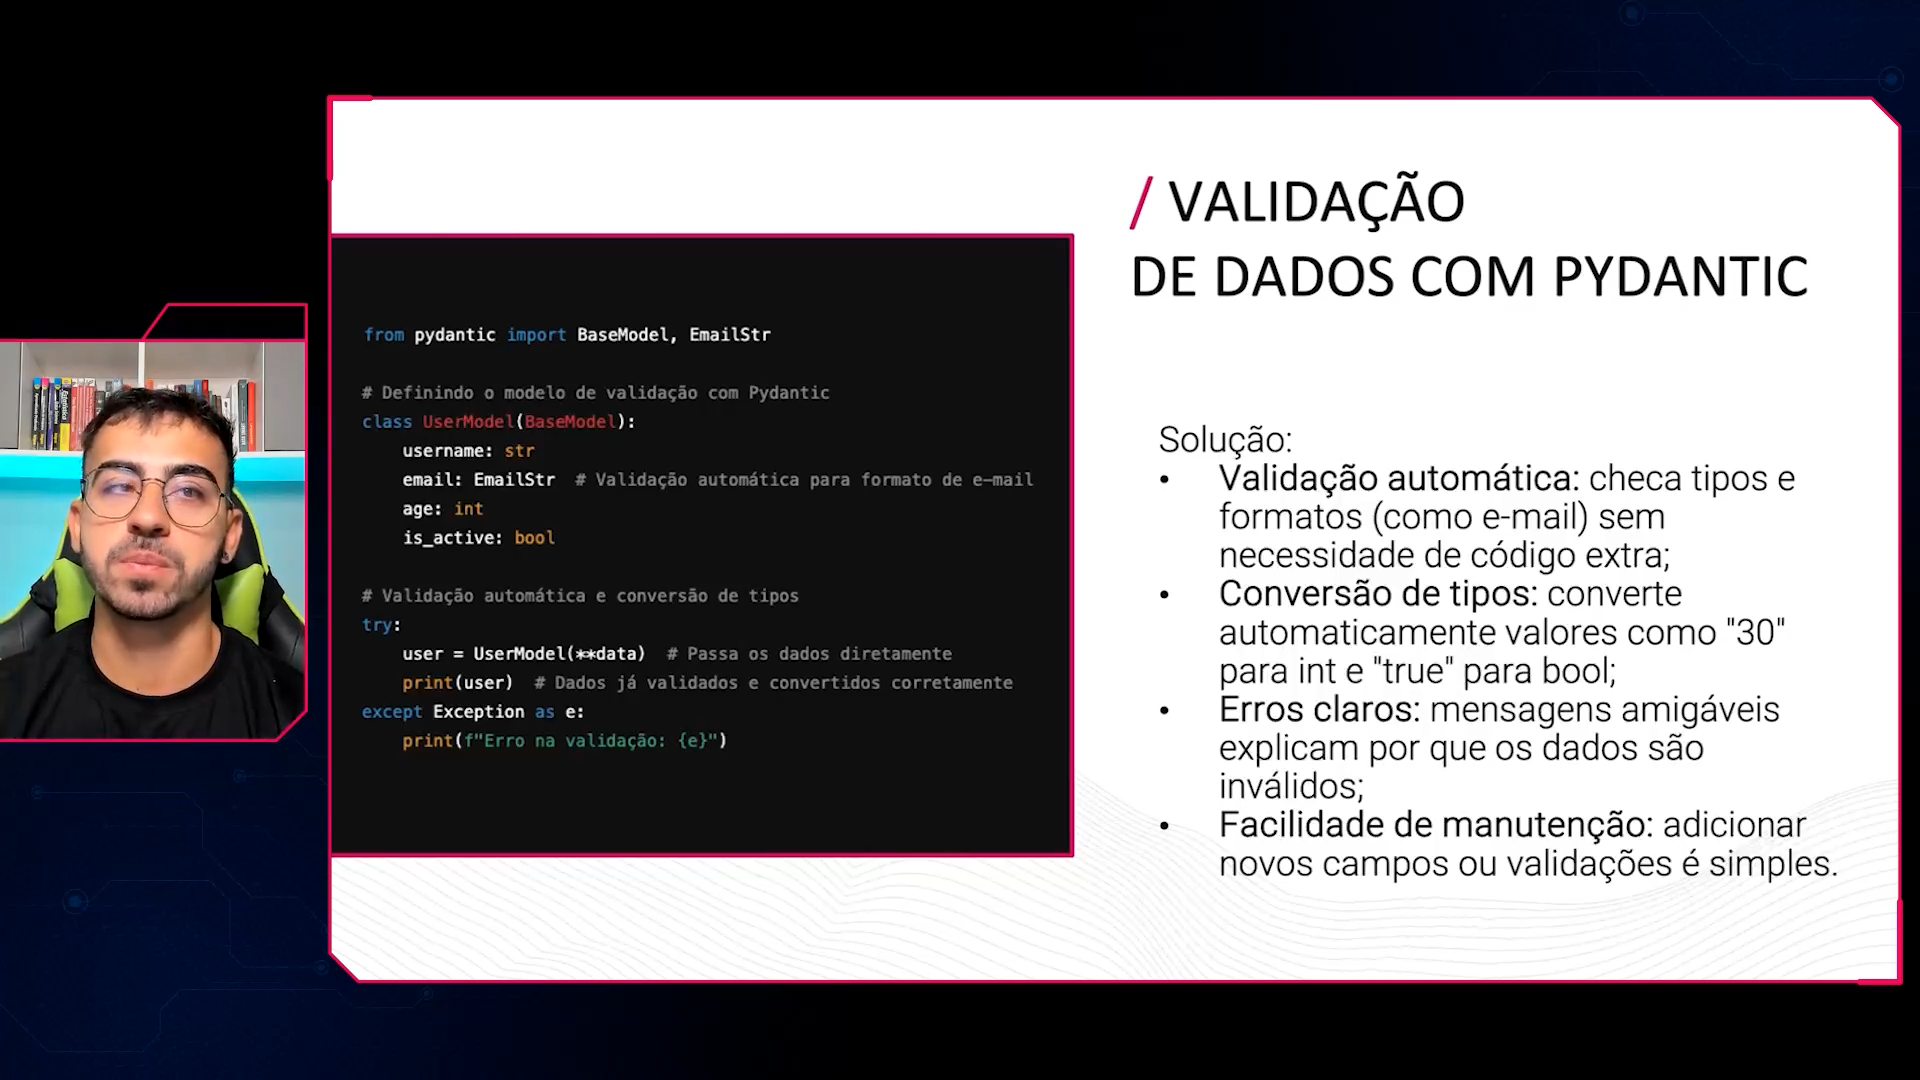 / VALIDAÇÃO
DE DADOS COM PYDANTIC
from pydantic import BaseModel, EmailStr
# Definindo o modelo de validação com Pydantic
class UserModel(BaseModel):
    username: str
    email: EmailStr  # Validação automática para formato de e-mail
    age: int
    is_active: bool
# Validação automática e conversão de tipos
try:
    user = UserModel(**data)  # Passa os dados diretamente
    print(user)  # Dados já validados e convertidos corretamente
except Exception as e:
    print(f"Erro na validação: {e}")
Solução:
• Validação automática: checa tipos e
formatos (como e-mail) sem
necessidade de código extra;
• Conversão de tipos: converte
automaticamente valores como "30"
para int e "true" para bool;
• Erros claros: mensagens amigáveis
explicam por que os dados são
inválidos;
• Facilidade de manutenção: adicionar
novos campos ou validações é simples.